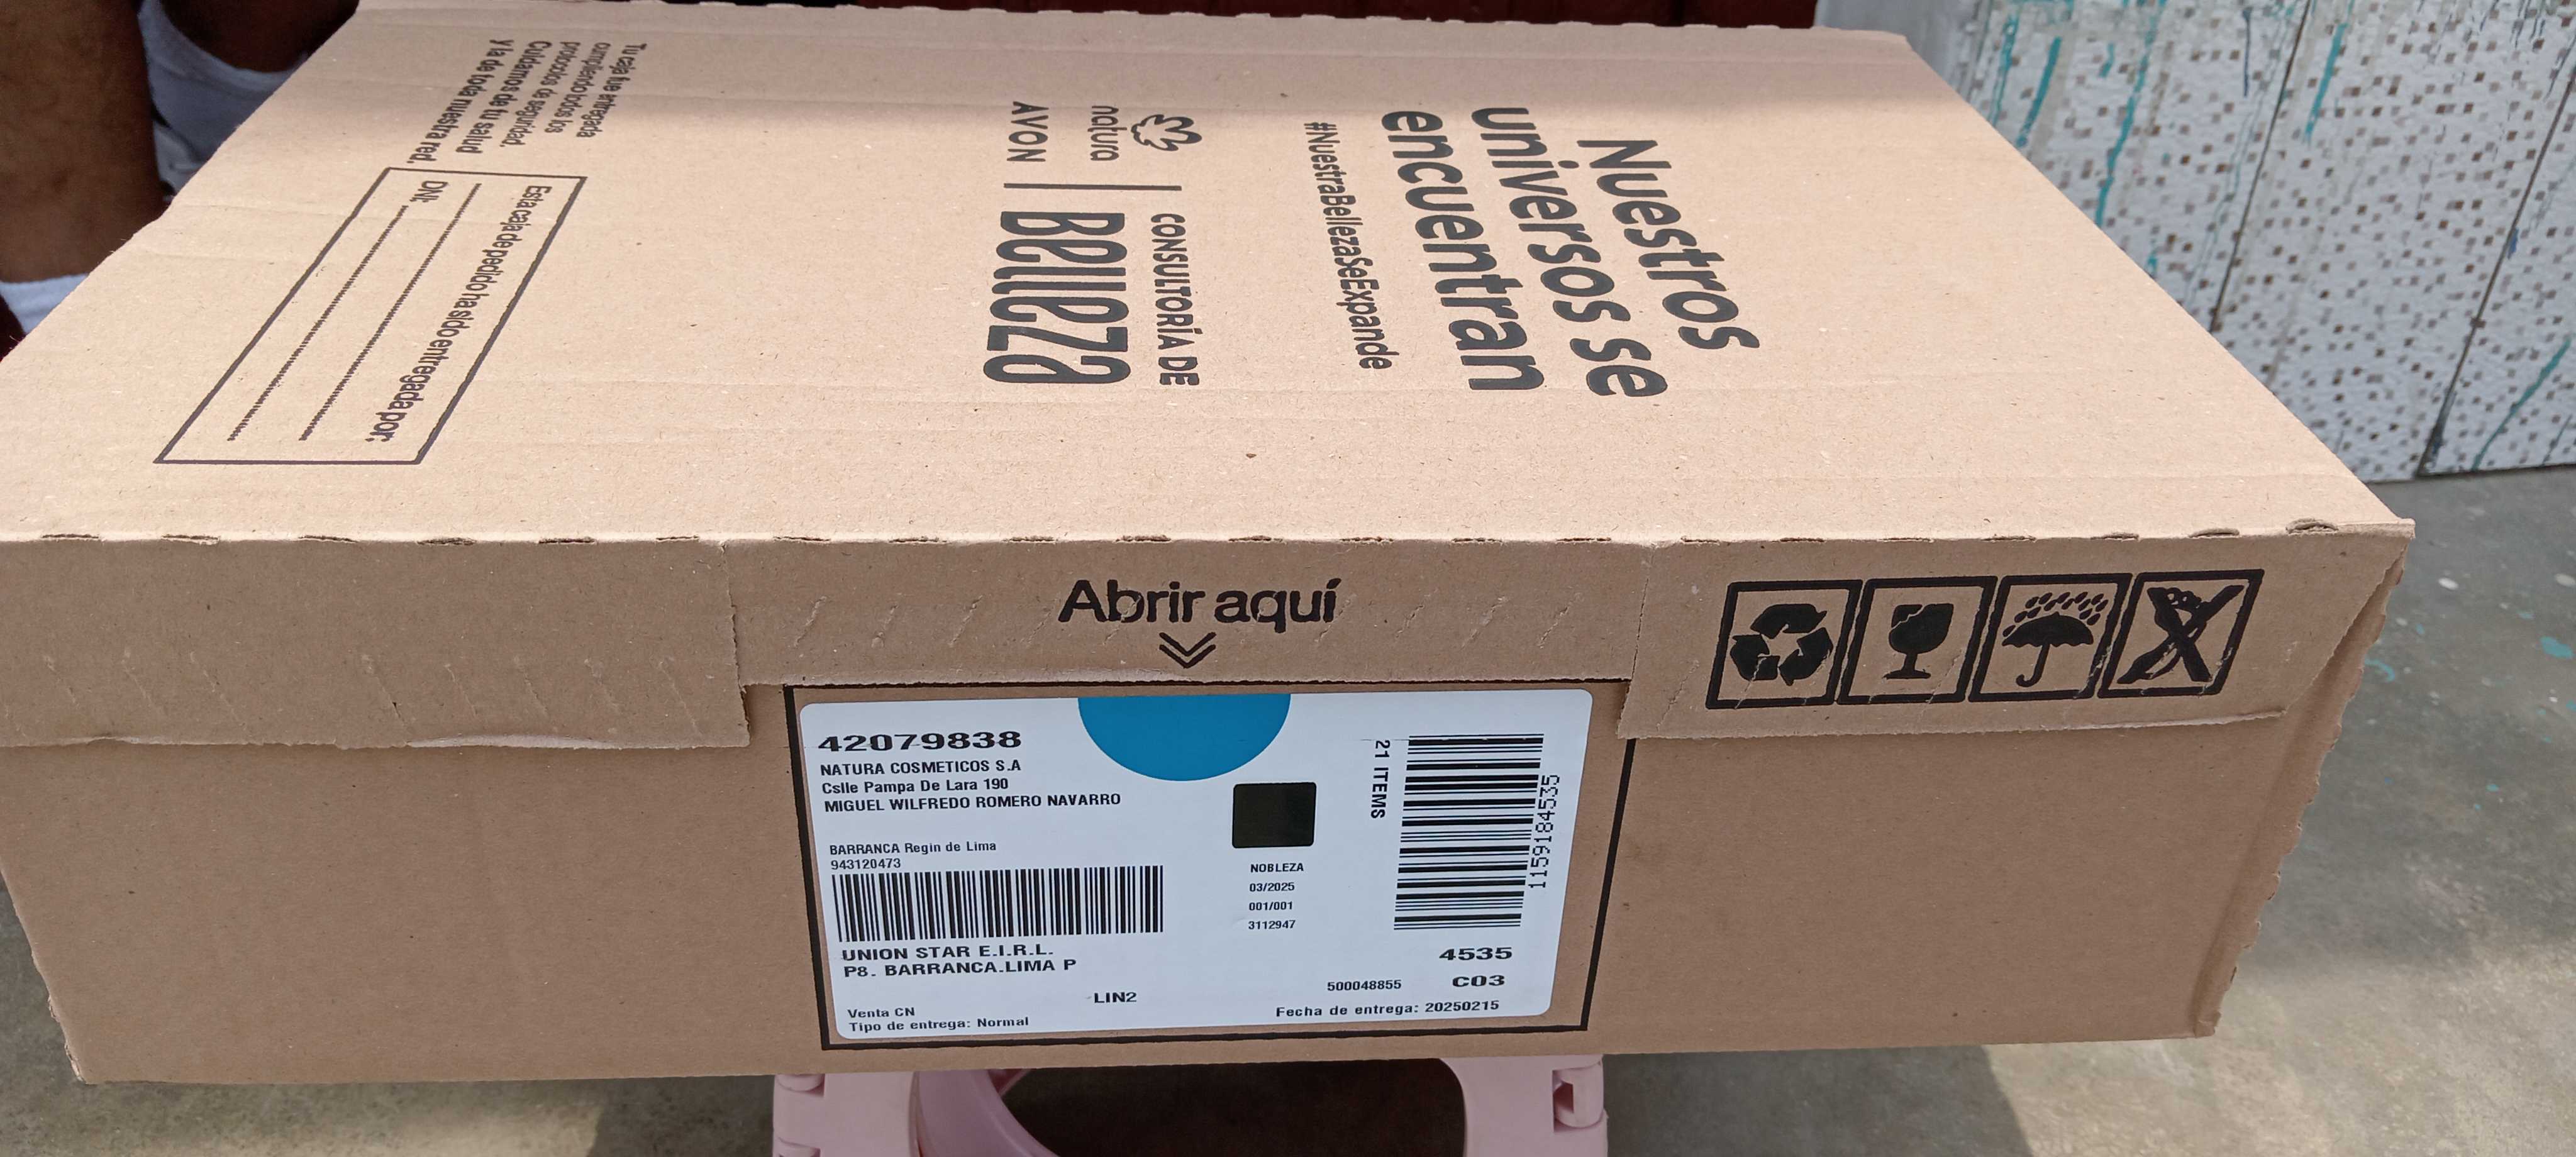 Tu caja fue entregada
cumpliendo todos los
protocolos de seguridad.
Cuidamos de tu salud
y la de toda nuestra red.
Esta caja de pedido ha sido entregada por:
DNI:
Nuestros
universos se
encuentran
#NuestraBellezaSeExpande
natura
AVON
CONSULTORÍA DE
Belleza
Abrir aquí
42079838
NATURA COSMETICOS S.A
Cslle Pampa De Lara 190
MIGUEL WILFREDO ROMERO NAVARRO
BARRANCA Regin de Lima
943120473
UNION STAR E.I.R.L.
P8. BARRANCA.LIMA P
LIN2
Venta CN
Tipo de entrega: Normal
NOBLEZA
03/2025
001/001
3112947
21 ITEMS
1159184535
4535
500048855
C03
Fecha de entrega: 20250215